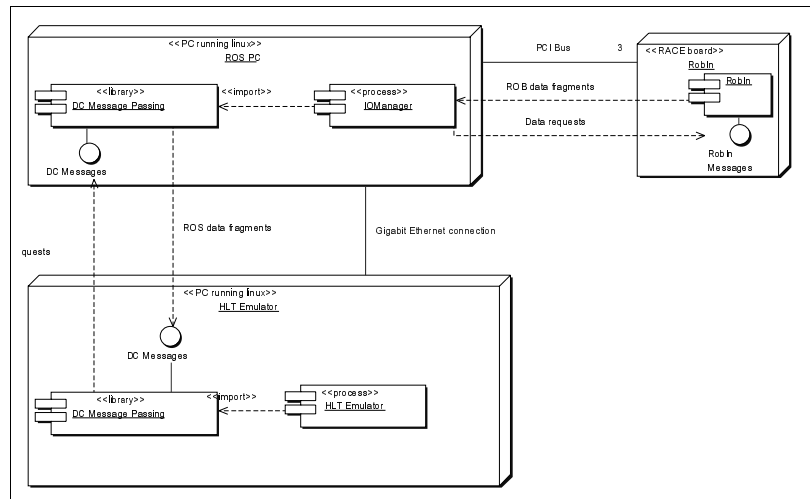 <<PC running linux>>
ROS PC
PCI Bus 3
<<RACE board>>
RobIn
<<library>>
DC Message Passing
<<import>>
<<process>>
IOManager
ROB data fragments
RobIn
Data requests
DC Messages
RobIn
Messages
ROS data fragments
Gigabit Ethernet connection
quests
<<PC running linux>>
HLT Emulator
DC Messages
<<library>>
DC Message Passing
<<import>>
<<process>>
HLT Emulator